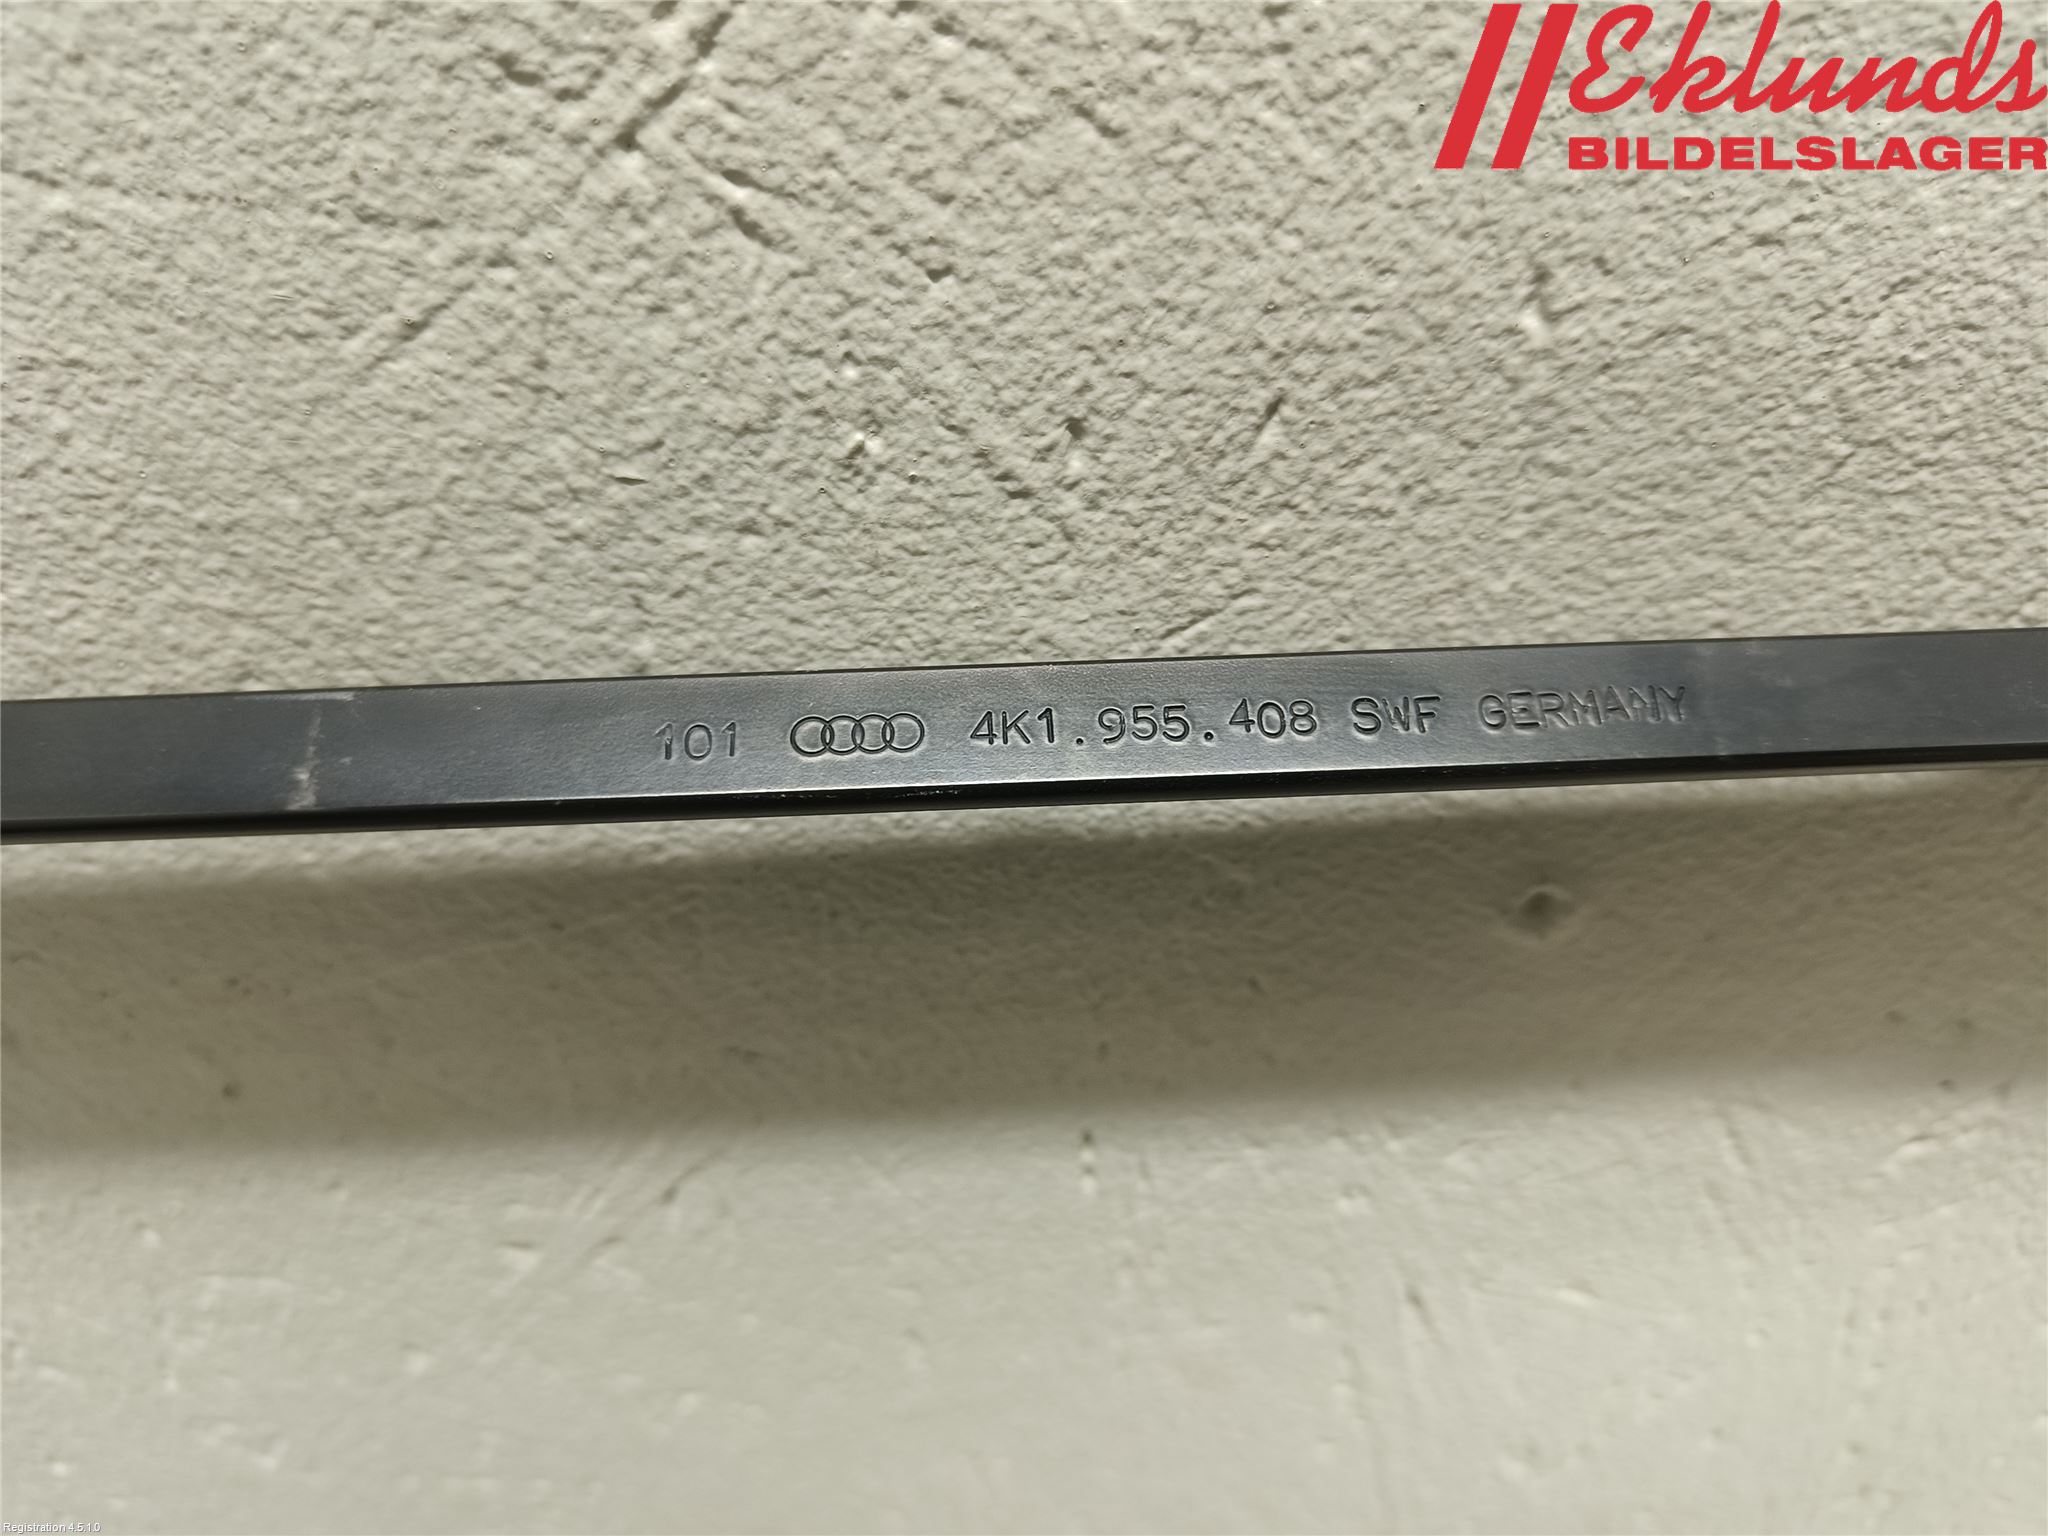 Eklunds
BILDELSLAGER
101 4K1.955.408 SWF GERMANY
Registration 4.5.1.0